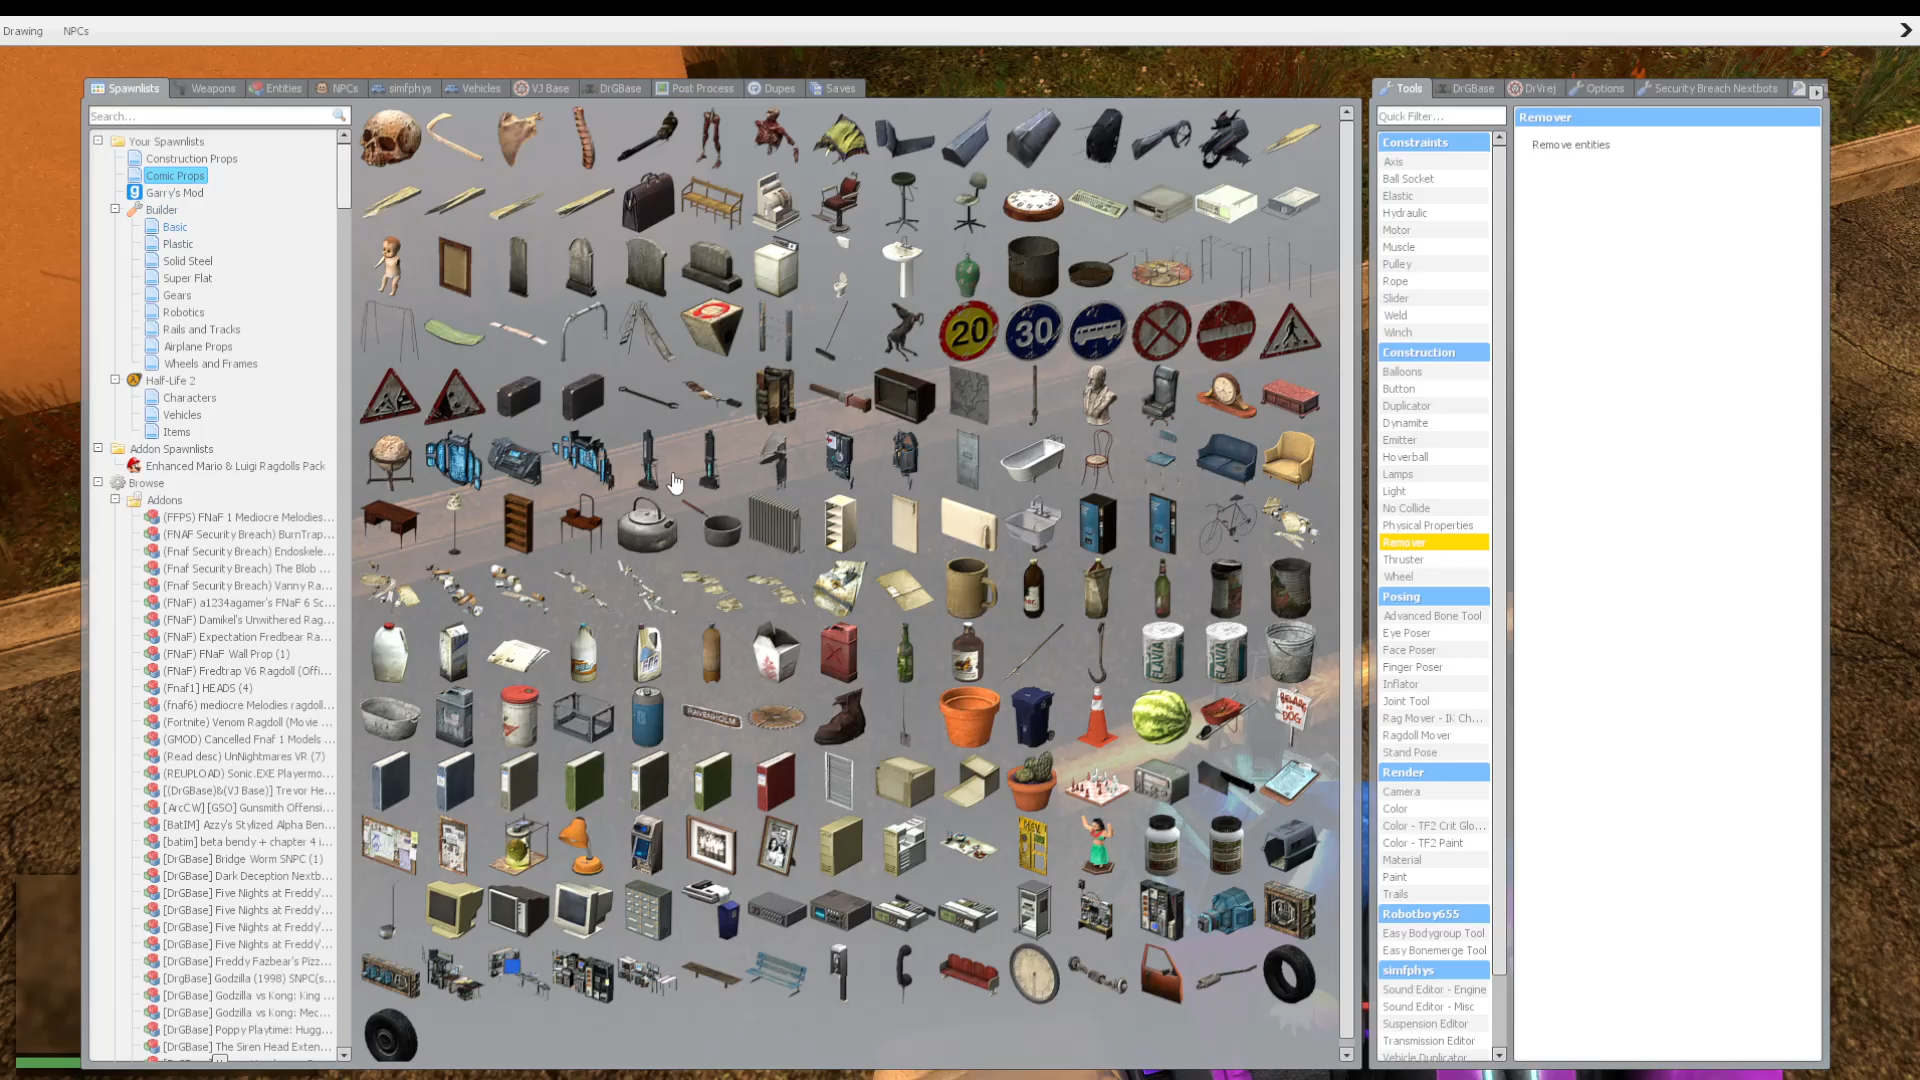 Drawing NPCs
Spawnlists Weapons Entities NPCs simfphys Vehicles VJ Base DrGBase Post Process Dupes Saves
Search...
Your Spawnlists
Construction Props
Comic Props
Garry's Mod
Builder
Basic
Plastic
Solid Steel
Super Flat
Gears
Robotics
Rails and Tracks
Airplane Props
Wheels and Frames
Half-Life 2
Characters
Vehicles
Items
Addon Spawnlists
Enhanced Mario & Luigi Ragdolls Pack
Browse
Addons
(FFPS) FNaF 1 Mediocre Melodies...
(FNAF Security Breach) BurnTrap...
(Fnaf Security Breach) Endoskele...
(Fnaf Security Breach) The Blob ...
(Fnaf Security Breach) Vanny Ra...
(FNaF) a1234agamer's FNaF 6 Sc...
(FNaF) Damikel's Unwithered Rag...
(FNaF) Expectation Fredbear Ra...
(FNaF) FNaF Wall Prop (1)
(FNaF) Fredtrap V6 Ragdoll (Offi...
(Fnaf1] HEADS (4)
(fnaf6) mediocre Melodies ragdoll...
(Fortnite) Venom Ragdoll (Movie ...
(GMOD) Cancelled Fnaf 1 Models ...
(Read desc) UnNightmares VR (7)
(REUPLOAD) Sonic.EXE Playermo...
[(DrGBase)&(VJ Base)] Trevor He...
[ArcCW] [GSO] Gunsmith Offensi...
[BatIM] Azzy's Stylized Alpha Ben...
[batim] beta bendy + chapter 4 i...
[DrGBase] Bridge Worm SNPC (1)
[DrGBase] Dark Deception Nextb...
[DrGBase] Five Nights at Freddy'...
[DrGBase] Five Nights at Freddy'...
[DrGBase] Five Nights at Freddy'...
[DrGBase] Five Nights at Freddy'...
[DrGBase] Freddy Fazbear's Pizz...
[DrgBase] Godzilla (1998) SNPC(s...
[DrGBase] Godzilla vs Kong: King ...
[DrGBase] Godzilla vs Kong: Mec...
[DrGBase] Poppy Playtime: Hugg...
[DrGBase] The Siren Head Exten...
20 30
FLAVIA FLAVIA
RAVENHOLM
BEWARE OF DOG
Tools DrGBase DrVrej Options Security Breach Nextbots
Quick Filter...
Constraints
Axis
Ball Socket
Elastic
Hydraulic
Motor
Muscle
Pulley
Rope
Slider
Weld
Winch
Construction
Balloons
Button
Duplicator
Dynamite
Emitter
Hoverball
Lamps
Light
No Collide
Physical Properties
Remover
Thruster
Wheel
Posing
Advanced Bone Tool
Eye Poser
Face Poser
Finger Poser
Inflator
Joint Tool
Rag Mover - IK Ch...
Ragdoll Mover
Stand Pose
Render
Camera
Color
Color - TF2 Crit Glo...
Color - TF2 Paint
Material
Paint
Trails
Robotboy655
Easy Bodygroup Tool
Easy Bonemerge Tool
simfphys
Sound Editor - Engine
Sound Editor - Misc
Suspension Editor
Transmission Editor
Vehicle Duplicator
Remover
Remove entities